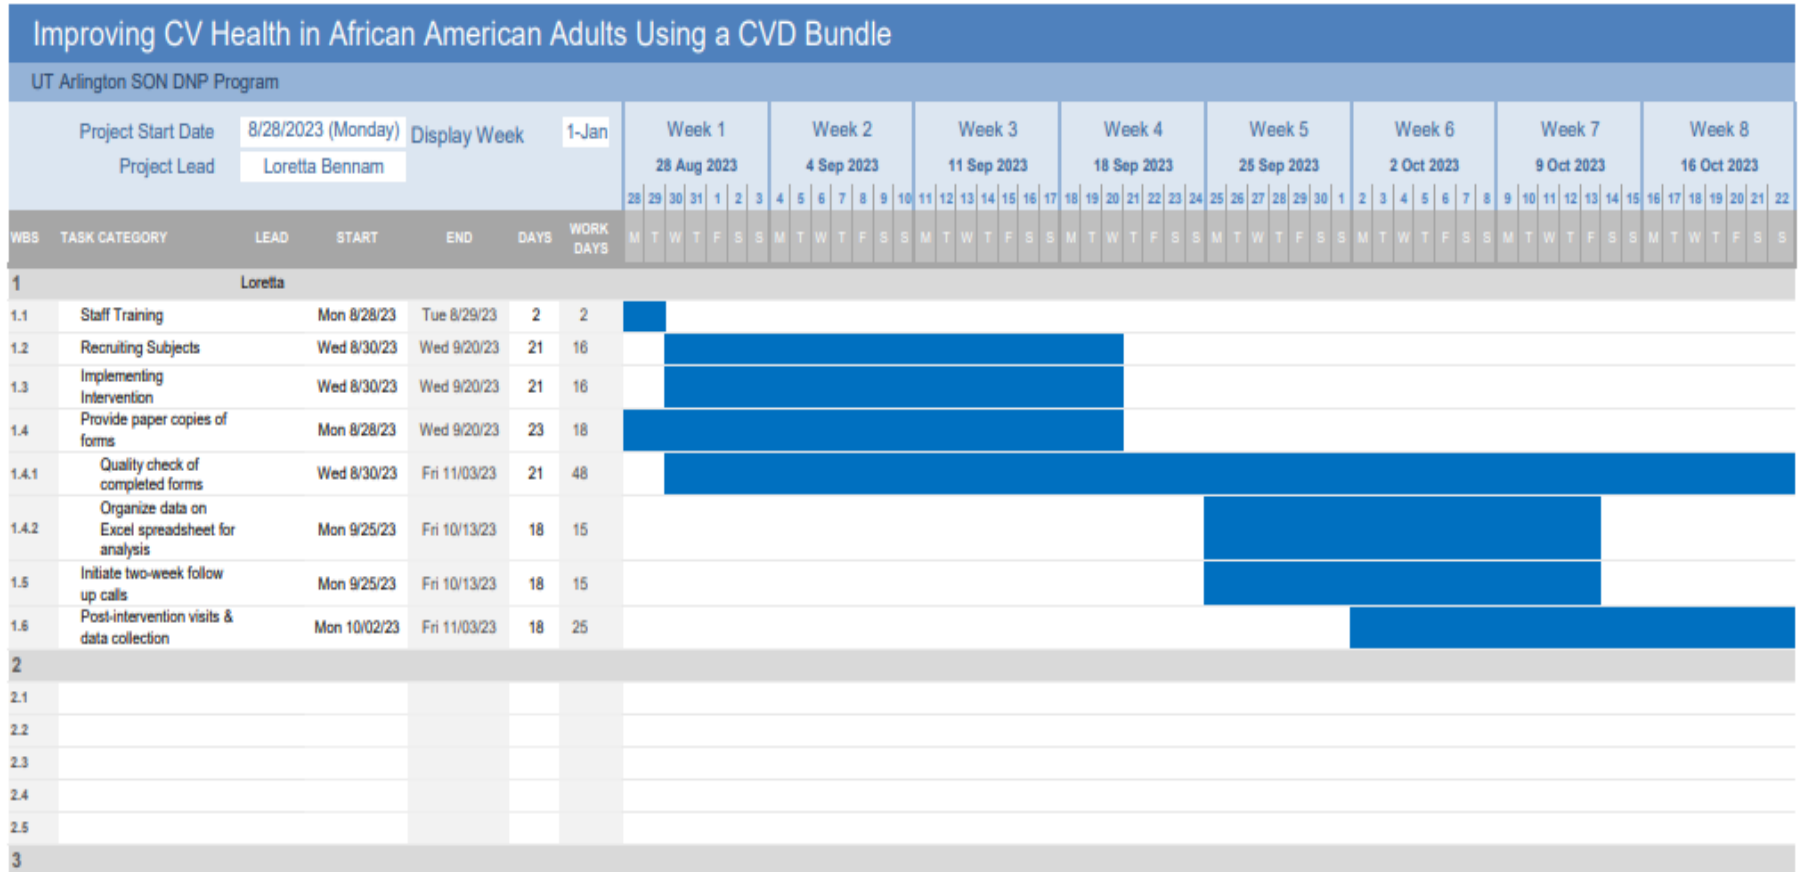 Improving CV Health in African American Adults Using a CVD Bundle
UT Arlington SON DNP Program
Project Start Date 8/28/2023 (Monday) Display Week 1-Jan Week 1 Week 2 Week 3 Week 4 Week 5 Week 6 Week 7 Week 8
Project Lead Loretta Bennam 28 Aug 2023 4 Sep 2023 11 Sep 2023 18 Sep 2023 25 Sep 2023 2 Oct 2023 9 Oct 2023 16 Oct 2023
28 29 30 31 1 2 3 4 5 6 7 8 9 10 11 12 13 14 15 16 17 18 19 20 21 22 23 24 25 26 27 28 29 30 1 2 3 4 5 6 7 8 9 10 11 12 13 14 15 16 17 18 19 20 21 22
WBS TASK CATEGORY LEAD START END DAYS WORK DAYS M T W T F S S M T W T F S S M T W T F S S M T W T F S S M T W T F S S M T W T F S S M T W T F S S M T W T F S S
1 Loretta
1.1 Staff Training Mon 8/28/23 Tue 8/29/23 2 2
1.2 Recruiting Subjects Wed 8/30/23 Wed 9/20/23 21 16
1.3 Implementing Intervention Wed 8/30/23 Wed 9/20/23 21 16
1.4 Provide paper copies of forms Mon 8/28/23 Wed 9/20/23 23 18
1.4.1 Quality check of completed forms Wed 8/30/23 Fri 11/03/23 21 48
1.4.2 Organize data on Excel spreadsheet for analysis Mon 9/25/23 Fri 10/13/23 18 15
1.5 Initiate two-week follow up calls Mon 9/25/23 Fri 10/13/23 18 15
1.6 Post-intervention visits & data collection Mon 10/02/23 Fri 11/03/23 18 25
2
2.1
2.2
2.3
2.4
2.5
3